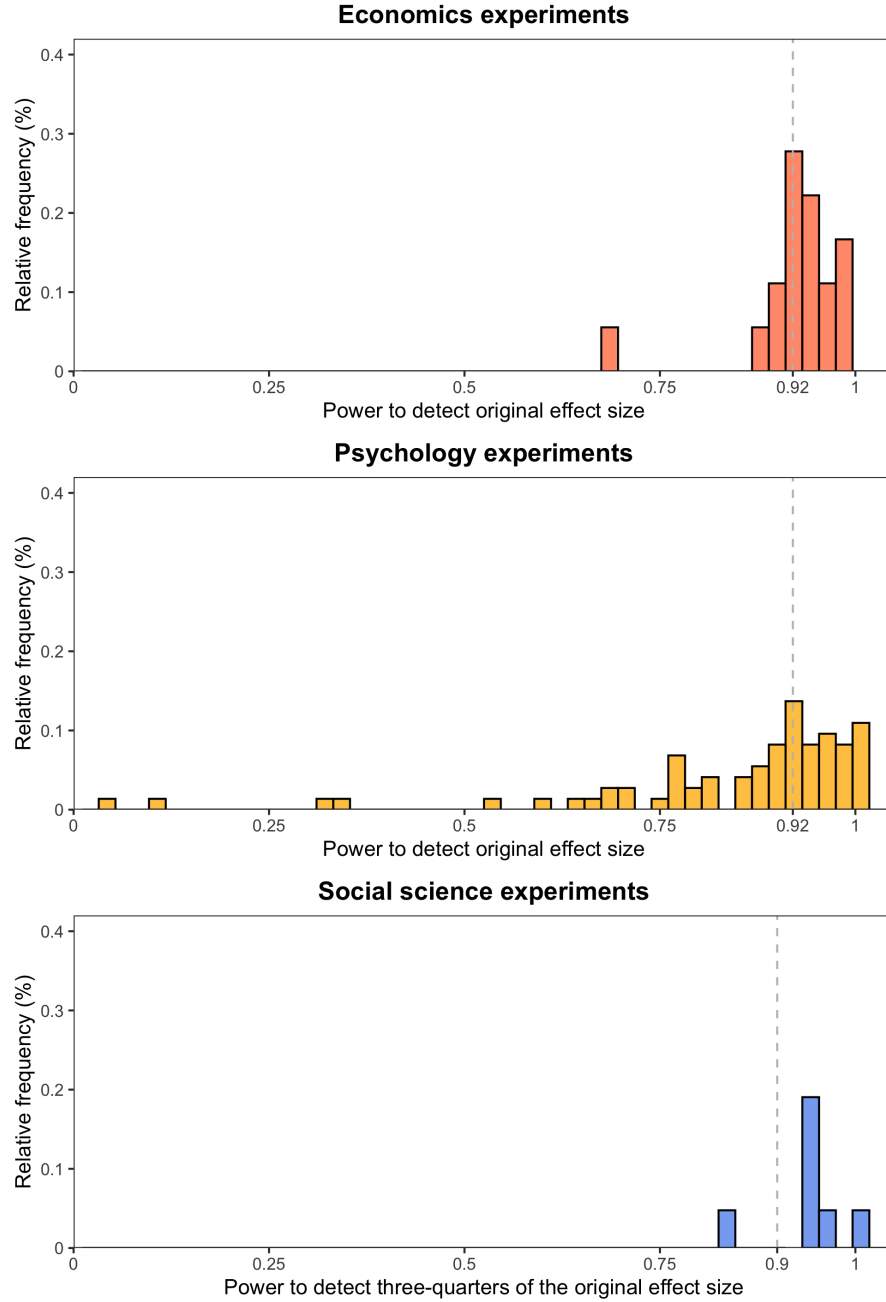 Economics experiments
Relative frequency (%)
0.4
0.3
0.2
0.1
0
0 0.25 0.5 0.75 0.92 1
Power to detect original effect size
Psychology experiments
Relative frequency (%)
0.4
0.3
0.2
0.1
0
0 0.25 0.5 0.75 0.92 1
Power to detect original effect size
Social science experiments
Relative frequency (%)
0.4
0.3
0.2
0.1
0
0 0.25 0.5 0.75 0.9 1
Power to detect three-quarters of the original effect size